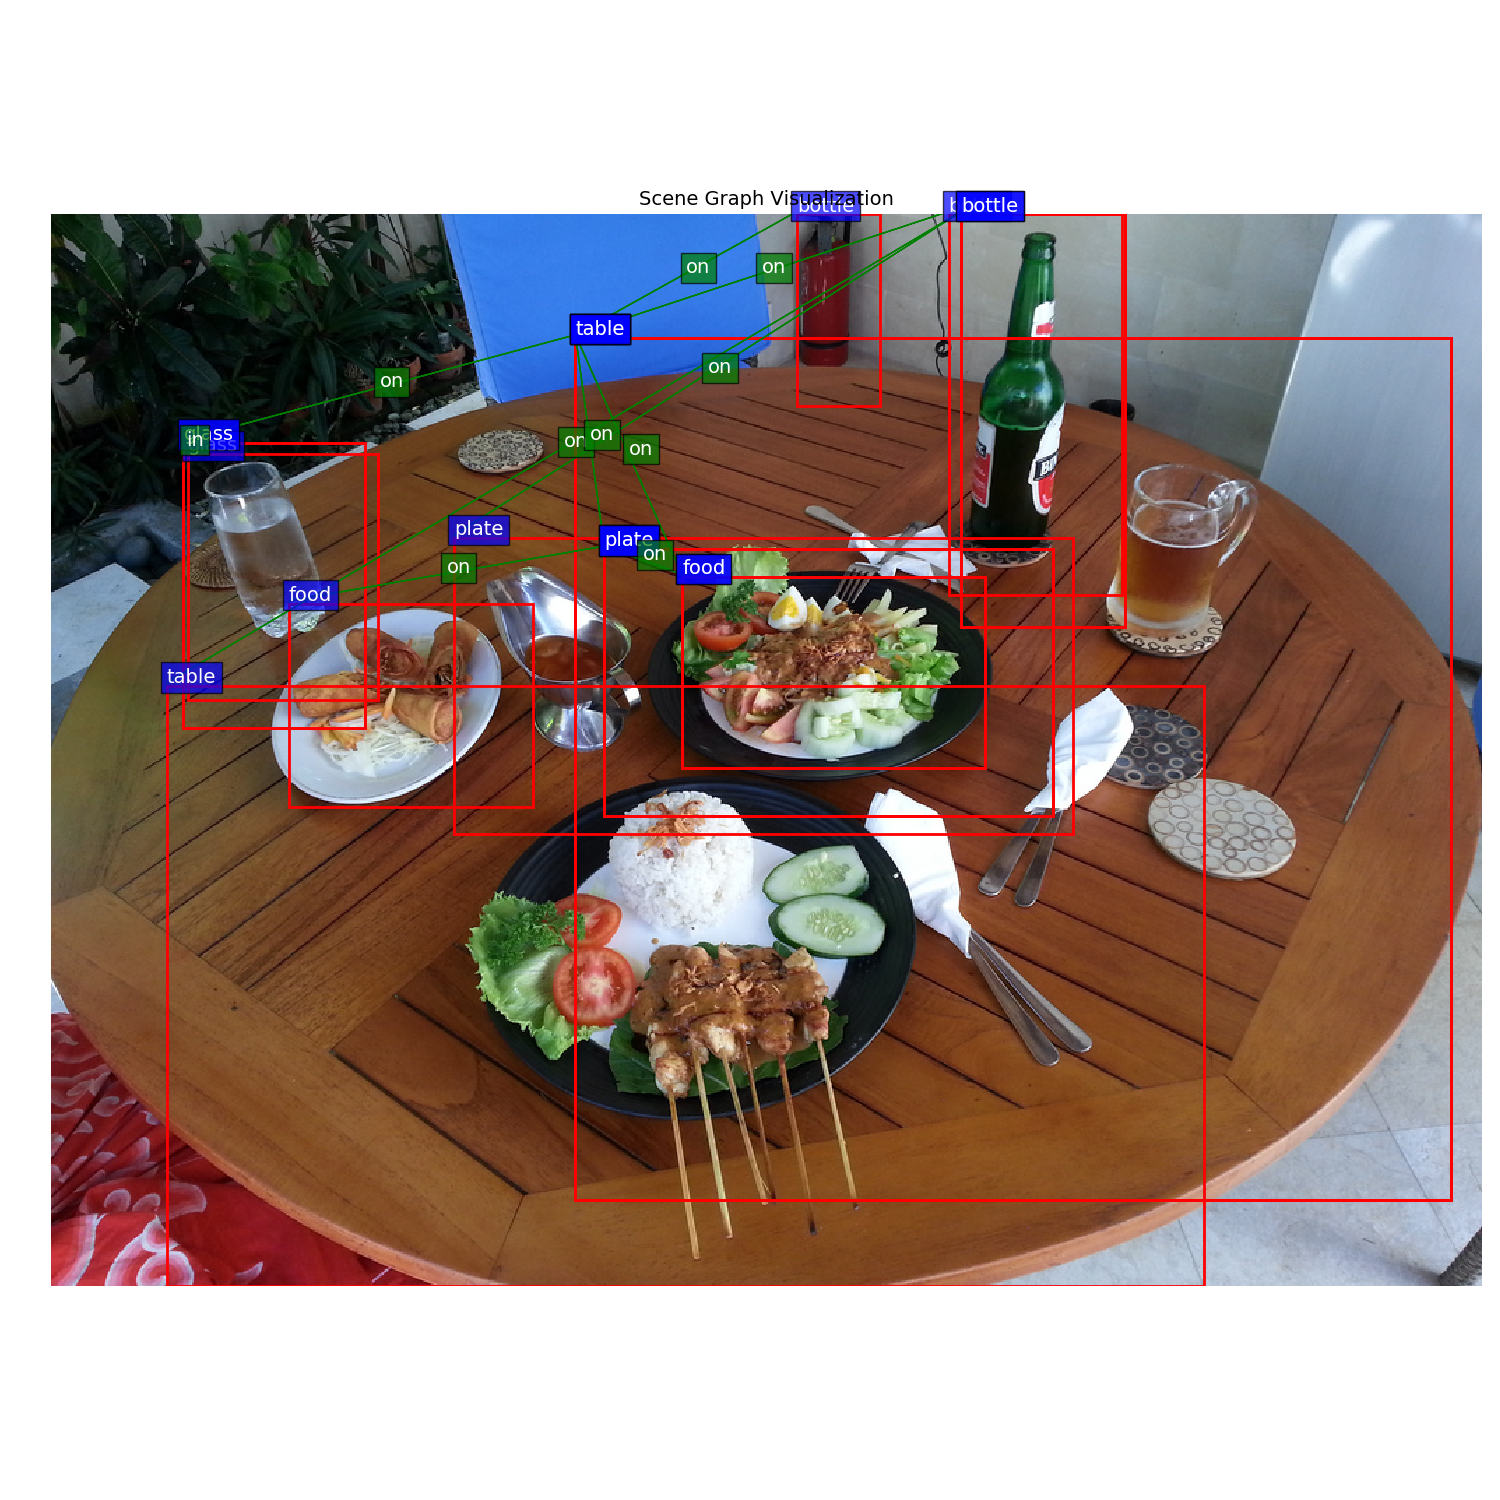 Scene Graph Visualization
bottle
b
bottle
on
on
table
on
on
glass
in
glass
on
on
on
plate
plate
on
on
food
food
table